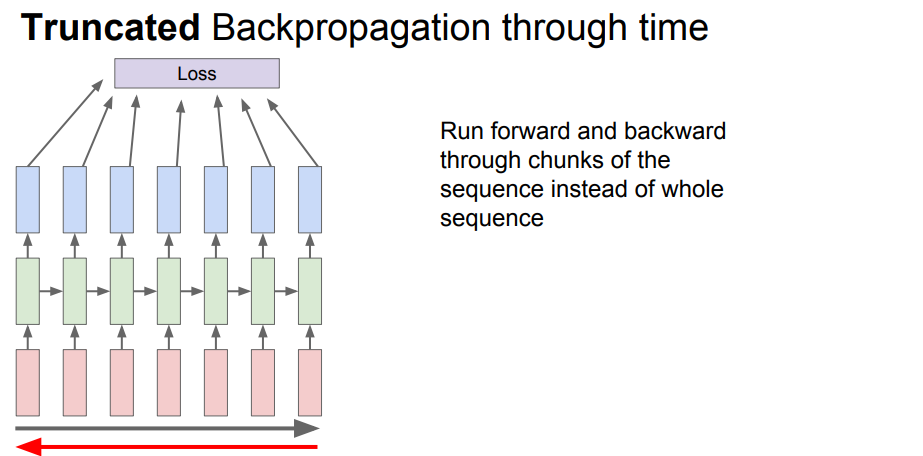 Truncated Backpropagation through time
Loss
Run forward and backward
through chunks of the
sequence instead of whole
sequence